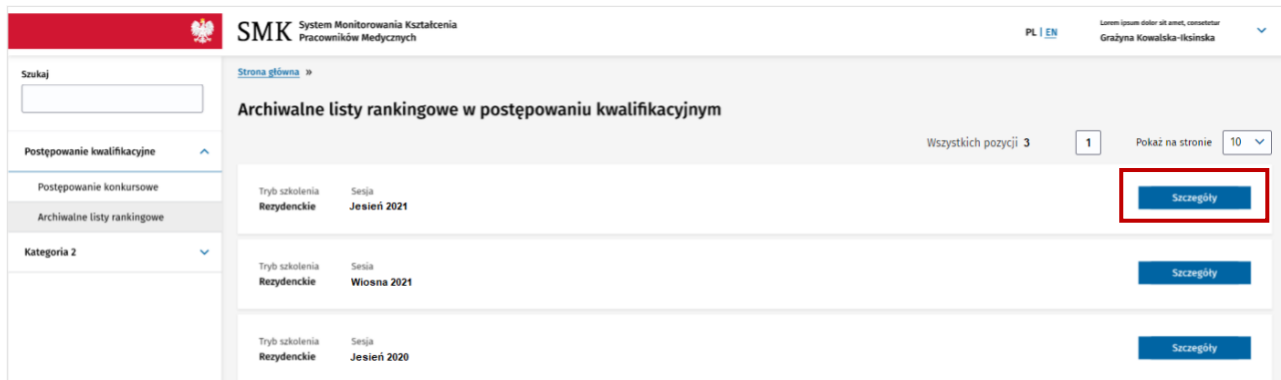 SMK System Monitorowania Kształcenia
Pracowników Medycznych
PL | EN
Lorem ipsum dolor sit amet, consetetur
Grażyna Kowalska-Iksinska
Szukaj
Postępowanie kwalifikacyjne
Postępowanie konkursowe
Archiwalne listy rankingowe
Kategoria 2
Strona główna »
Archiwalne listy rankingowe w postępowaniu kwalifikacyjnym
Wszystkich pozycji 3 1 Pokaż na stronie 10
Tryb szkolenia Sesja
Rezydenckie Jesień 2021
Szczegóły
Tryb szkolenia Sesja
Rezydenckie Wiosna 2021
Szczegóły
Tryb szkolenia Sesja
Rezydenckie Jesień 2020
Szczegóły